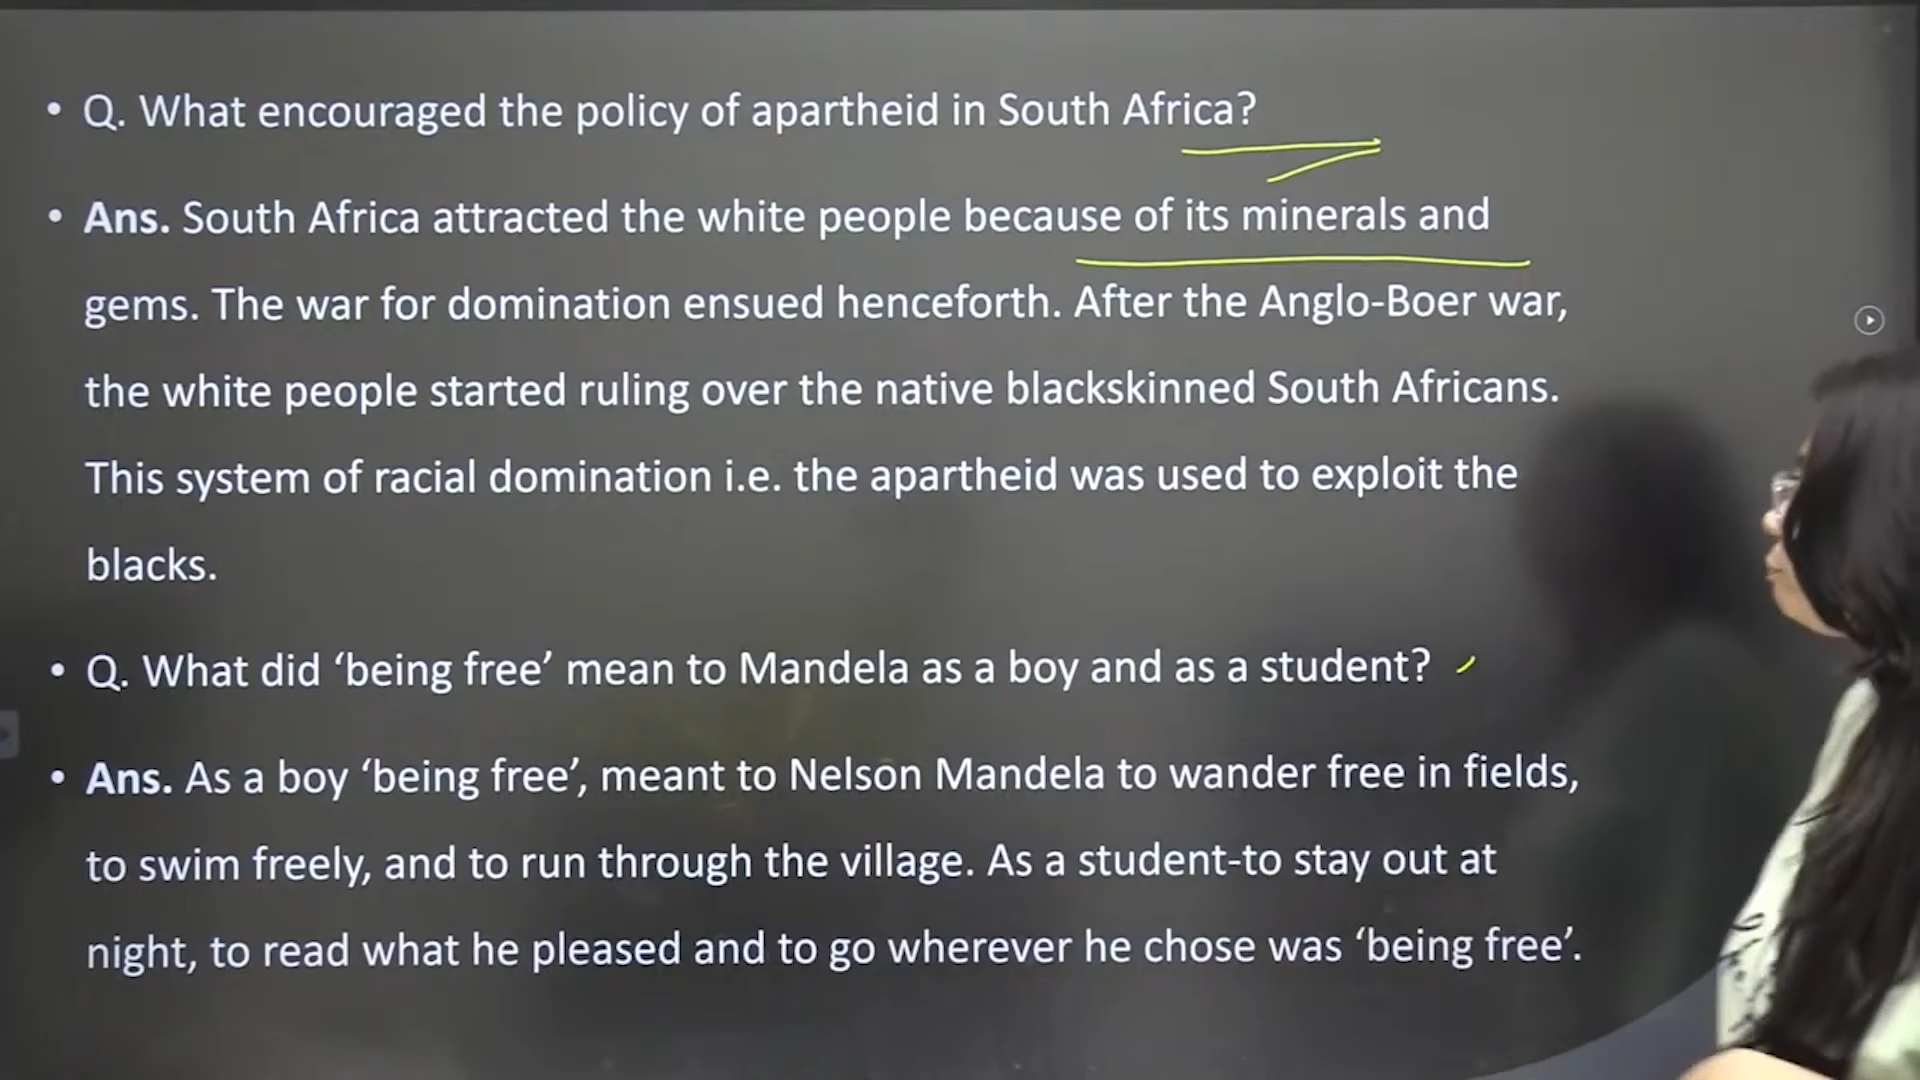 • Q. What encouraged the policy of apartheid in South Africa?
• Ans. South Africa attracted the white people because of its minerals and
gems. The war for domination ensued henceforth. After the Anglo-Boer war,
the white people started ruling over the native blackskinned South Africans.
This system of racial domination i.e. the apartheid was used to exploit the
blacks.
• Q. What did ‘being free’ mean to Mandela as a boy and as a student?
• Ans. As a boy ‘being free’, meant to Nelson Mandela to wander free in fields,
to swim freely, and to run through the village. As a student-to stay out at
night, to read what he pleased and to go wherever he chose was ‘being free’.